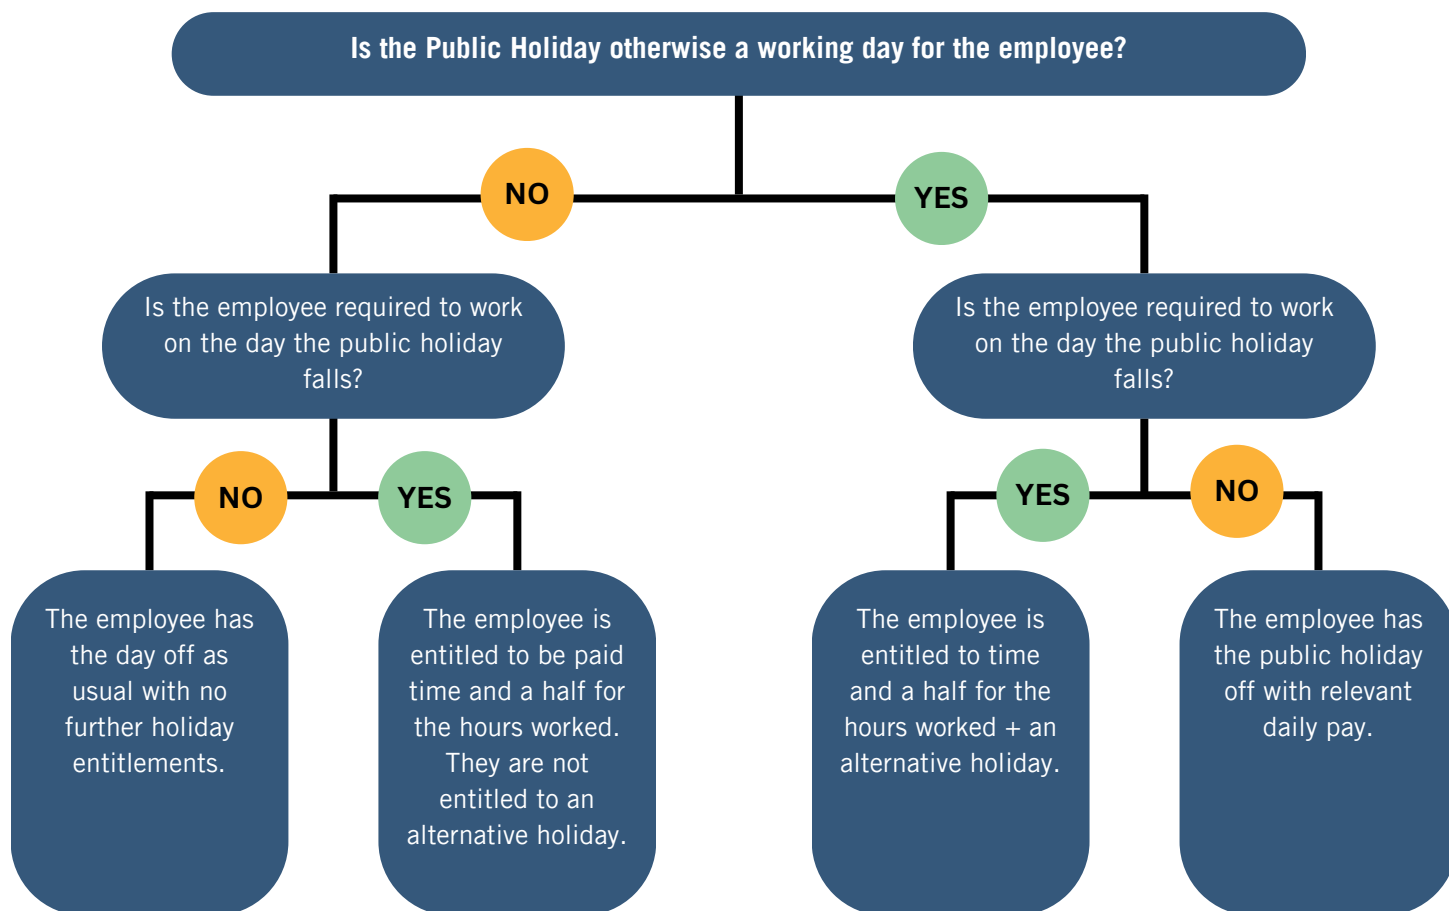 Is the Public Holiday otherwise a working day for the employee?
NO
YES
Is the employee required to work
on the day the public holiday
falls?
Is the employee required to work
on the day the public holiday
falls?
NO
YES
YES
NO
The employee has
the day off as
usual with no
further holiday
entitlements.
The employee is
entitled to be paid
time and a half for
the hours worked.
They are not
entitled to an
alternative holiday.
The employee is
entitled to time
and a half for the
hours worked + an
alternative holiday.
The employee has
the public holiday
off with relevant
daily pay.